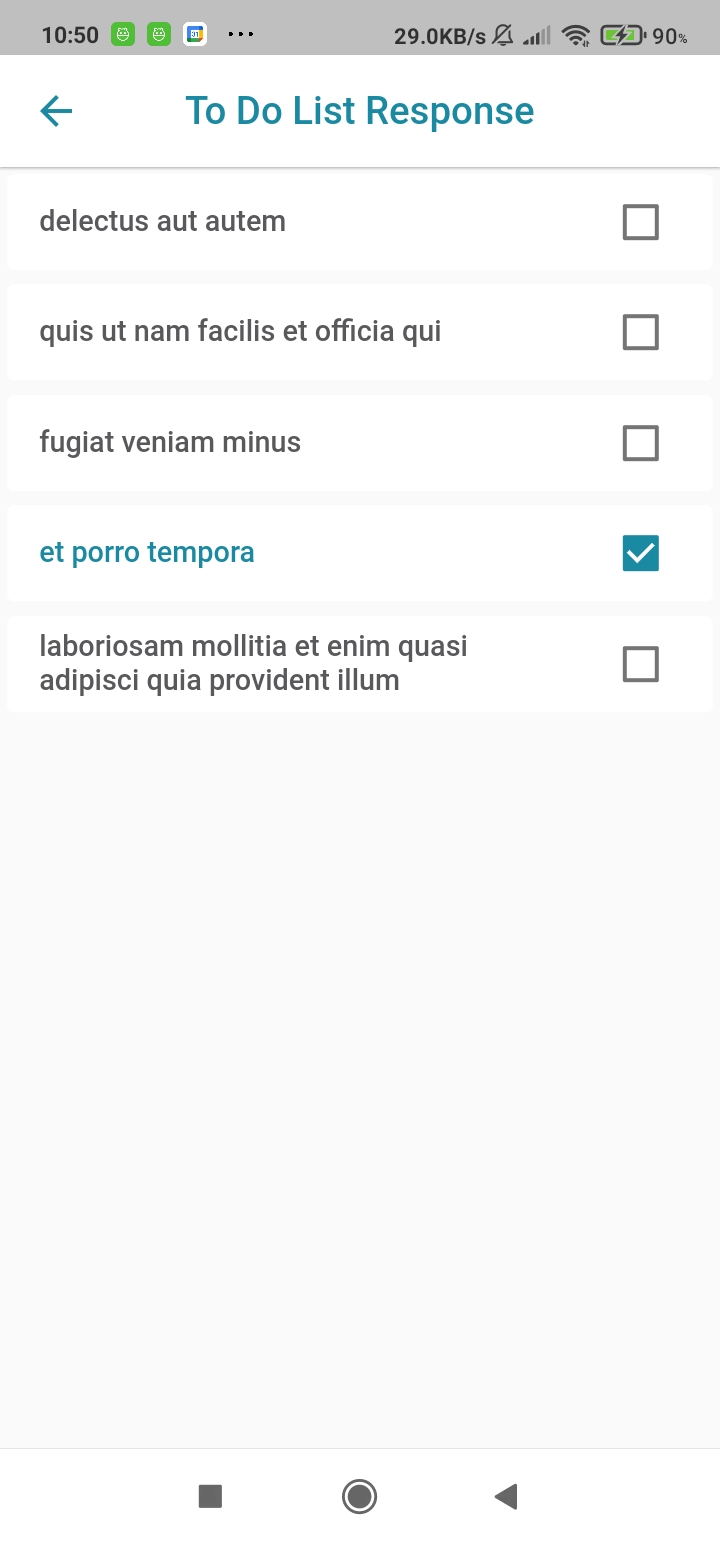 10:50 29.0KB/s 90%
To Do List Response
delectus aut autem
quis ut nam facilis et officia qui
fugiat veniam minus
et porro tempora
laboriosam mollitia et enim quasi
adipisci quia provident illum